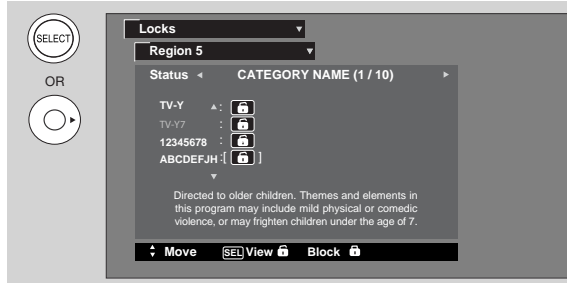 SELECT
OR
Locks
Region 5
Status CATEGORY NAME (1 / 10)
TV-Y :
TV-Y7 :
12345678 :
ABCDEFJH :[ ]
Directed to older children. Themes and elements in
this program may include mild physical or comedic
violence, or may frighten children under the age of 7.
Move SEL View Block